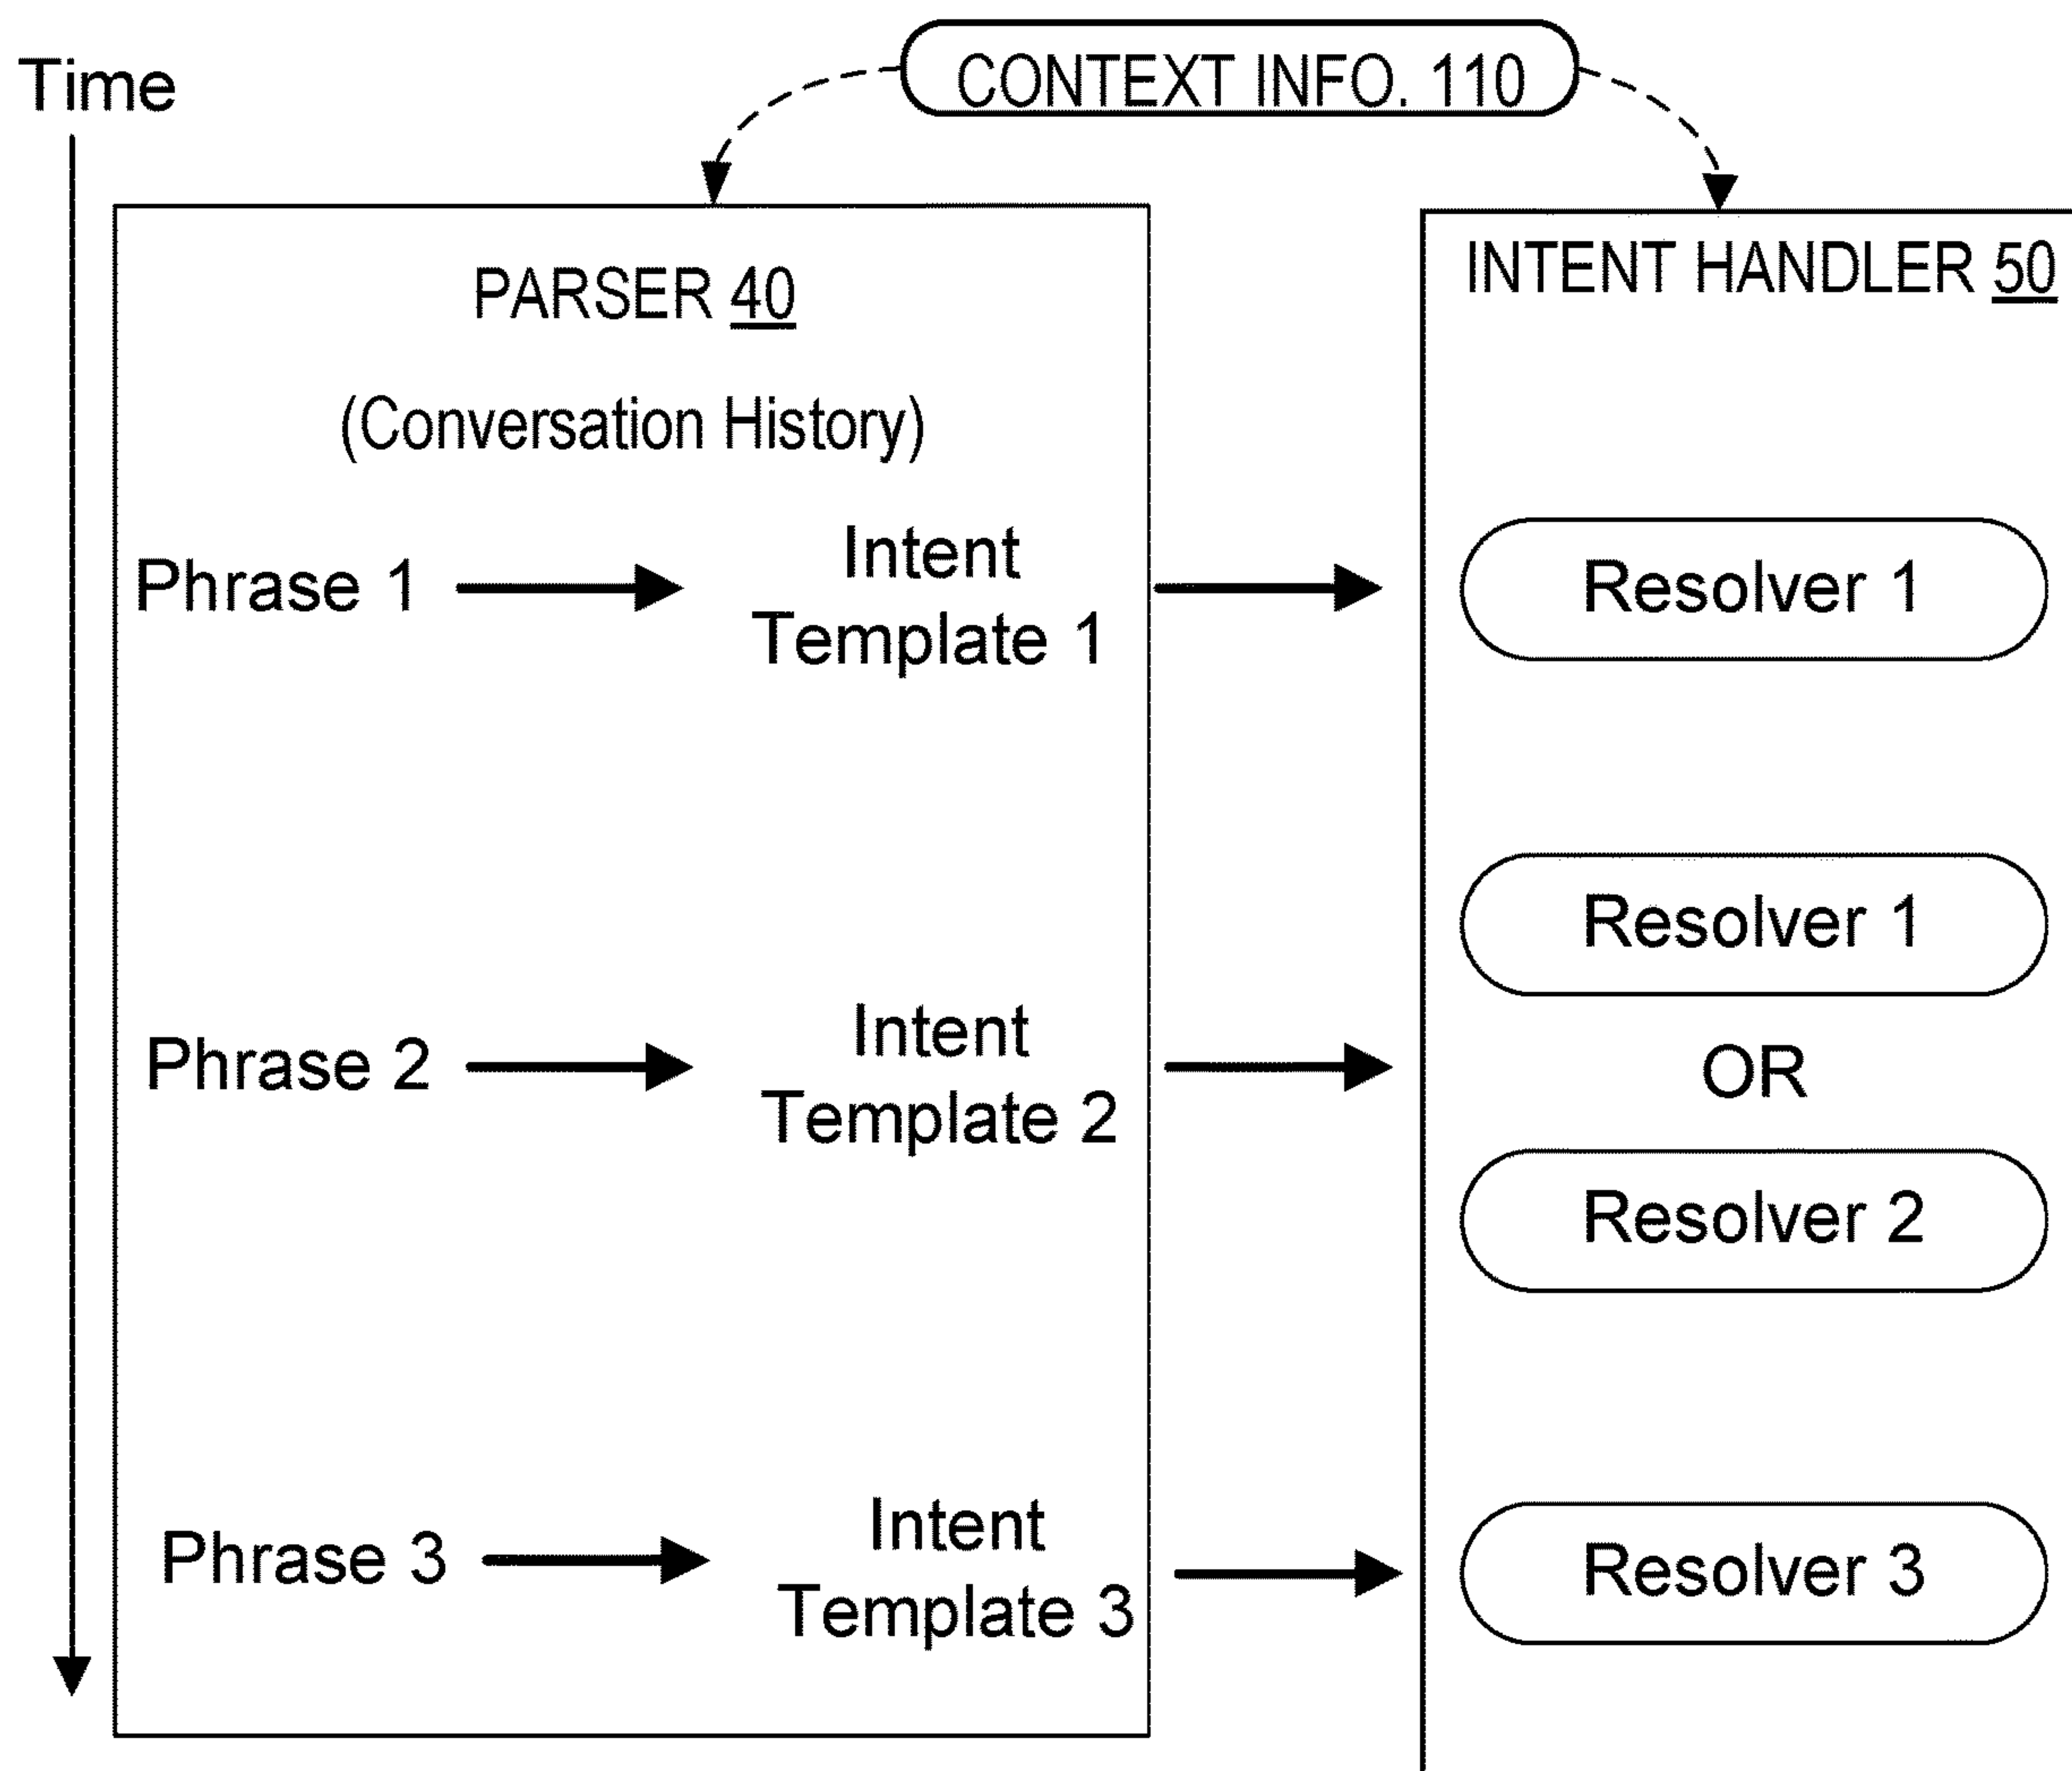 Time
CONTEXT INFO. 110
PARSER 40
(Conversation History)
INTENT HANDLER 50
Phrase 1
Intent
Template 1
Resolver 1
Resolver 1
Phrase 2
Intent
Template 2
OR
Resolver 2
Phrase 3
Intent
Template 3
Resolver 3